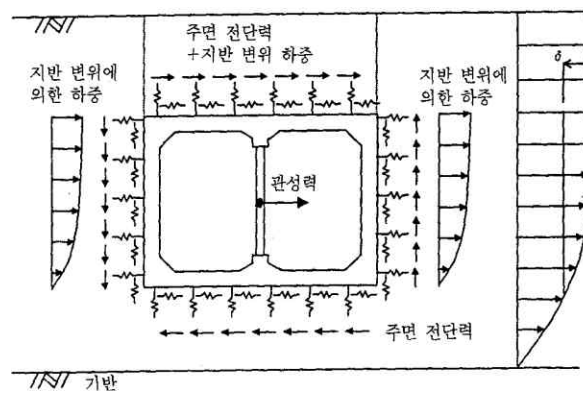 주면 전단력
+지반 변위 하중
지반 변위에
의한 하중
지반 변위에
의한 하중
δ
관성력
주면 전단력
기반